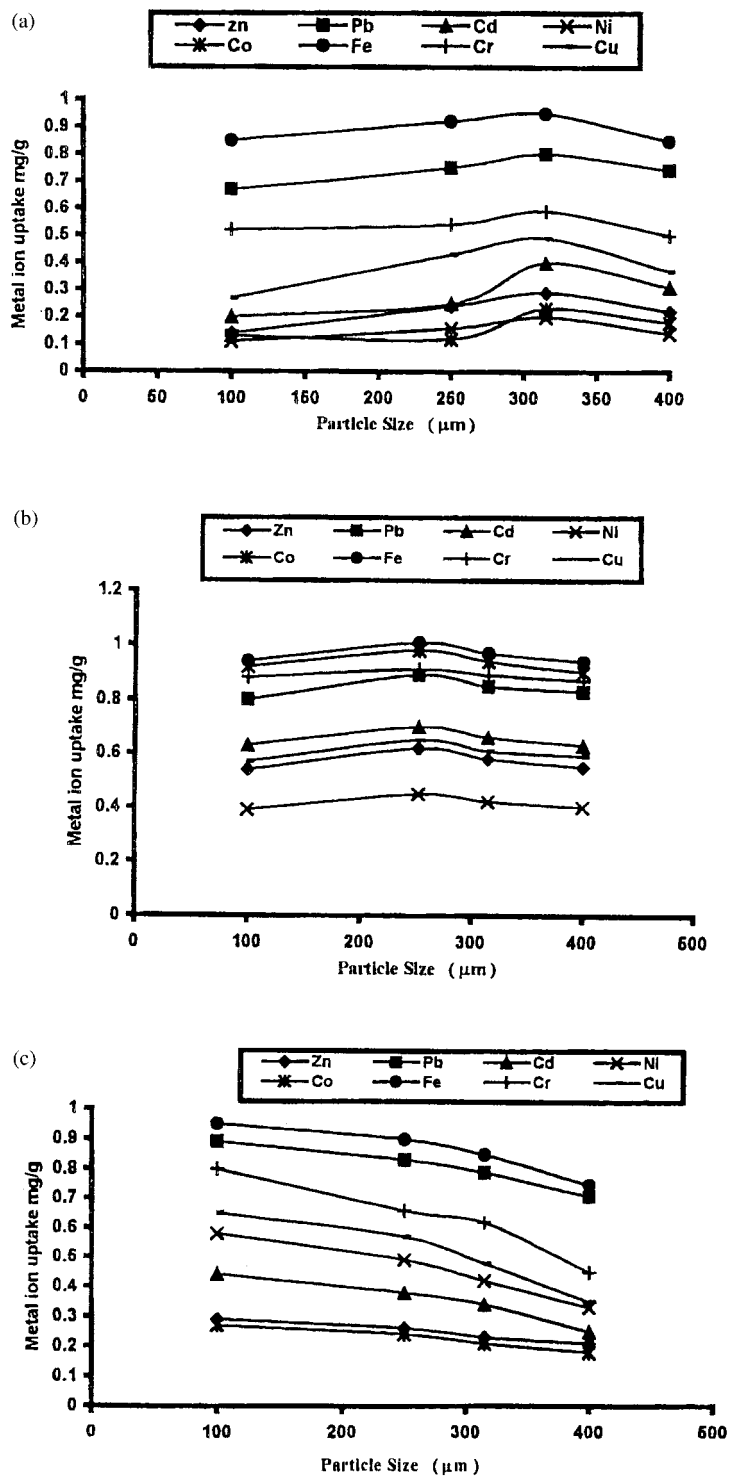 (a)
zn Pb Cd Ni
Co Fe Cr Cu
Metal ion uptake mg/g
1
0.9
0.8
0.7
0.6
0.5
0.4
0.3
0.2
0.1
0
0 50 100 150 200 250 300 350 400
Particle Size (μm)
(b)
Zn Pb Cd Ni
Co Fe Cr Cu
Metal ion uptake mg/g
1.2
1
0.8
0.6
0.4
0.2
0
0 100 200 300 400 500
Particle Size (μm)
(c)
Zn Pb Cd Ni
Co Fe Cr Cu
Metal ion uptake mg/g
1
0.9
0.8
0.7
0.6
0.5
0.4
0.3
0.2
0.1
0
0 100 200 300 400 500
Particle Size (μm)